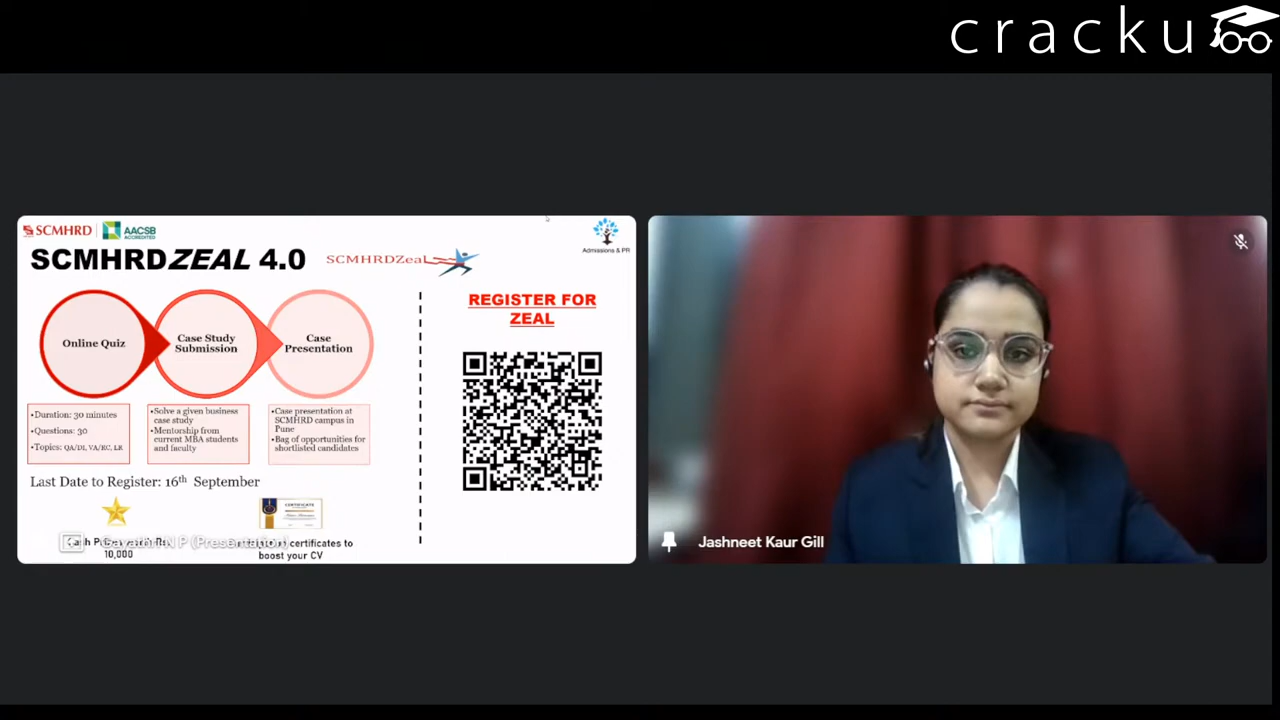 cracku
SCMHRD
AACSB
ACCREDITED
Admissions & PR
SCMHRDZEAL 4.0
SCMHRDZeal
Online Quiz
Case Study
Submission
Case
Presentation
•Duration: 30 minutes
•Questions: 30
•Topics: QA/DI, VA/RC, LR
•Solve a given business
case study
•Mentorship from
current MBA students
and faculty
•Case presentation at
SCMHRD campus in
Pune
•Bag of opportunities for
shortlisted candidates
Last Date to Register: 16th September
REGISTER FOR
ZEAL
CERTIFICATE
10,000
certificates to
boost your CV
N P (Presentation)
Jashneet Kaur Gill